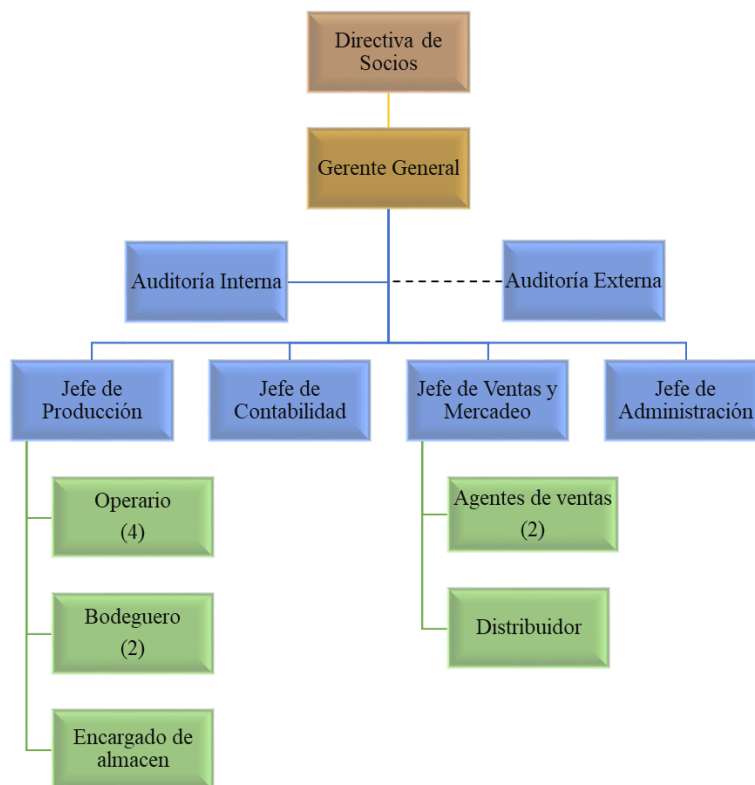 Directiva de
Socios
Gerente General
Auditoría Interna
Auditoría Externa
Jefe de
Producción
Jefe de
Contabilidad
Jefe de Ventas y
Mercadeo
Jefe de
Administración
Operario
(4)
Agentes de ventas
(2)
Bodeguero
(2)
Distribuidor
Encargado de
almacen